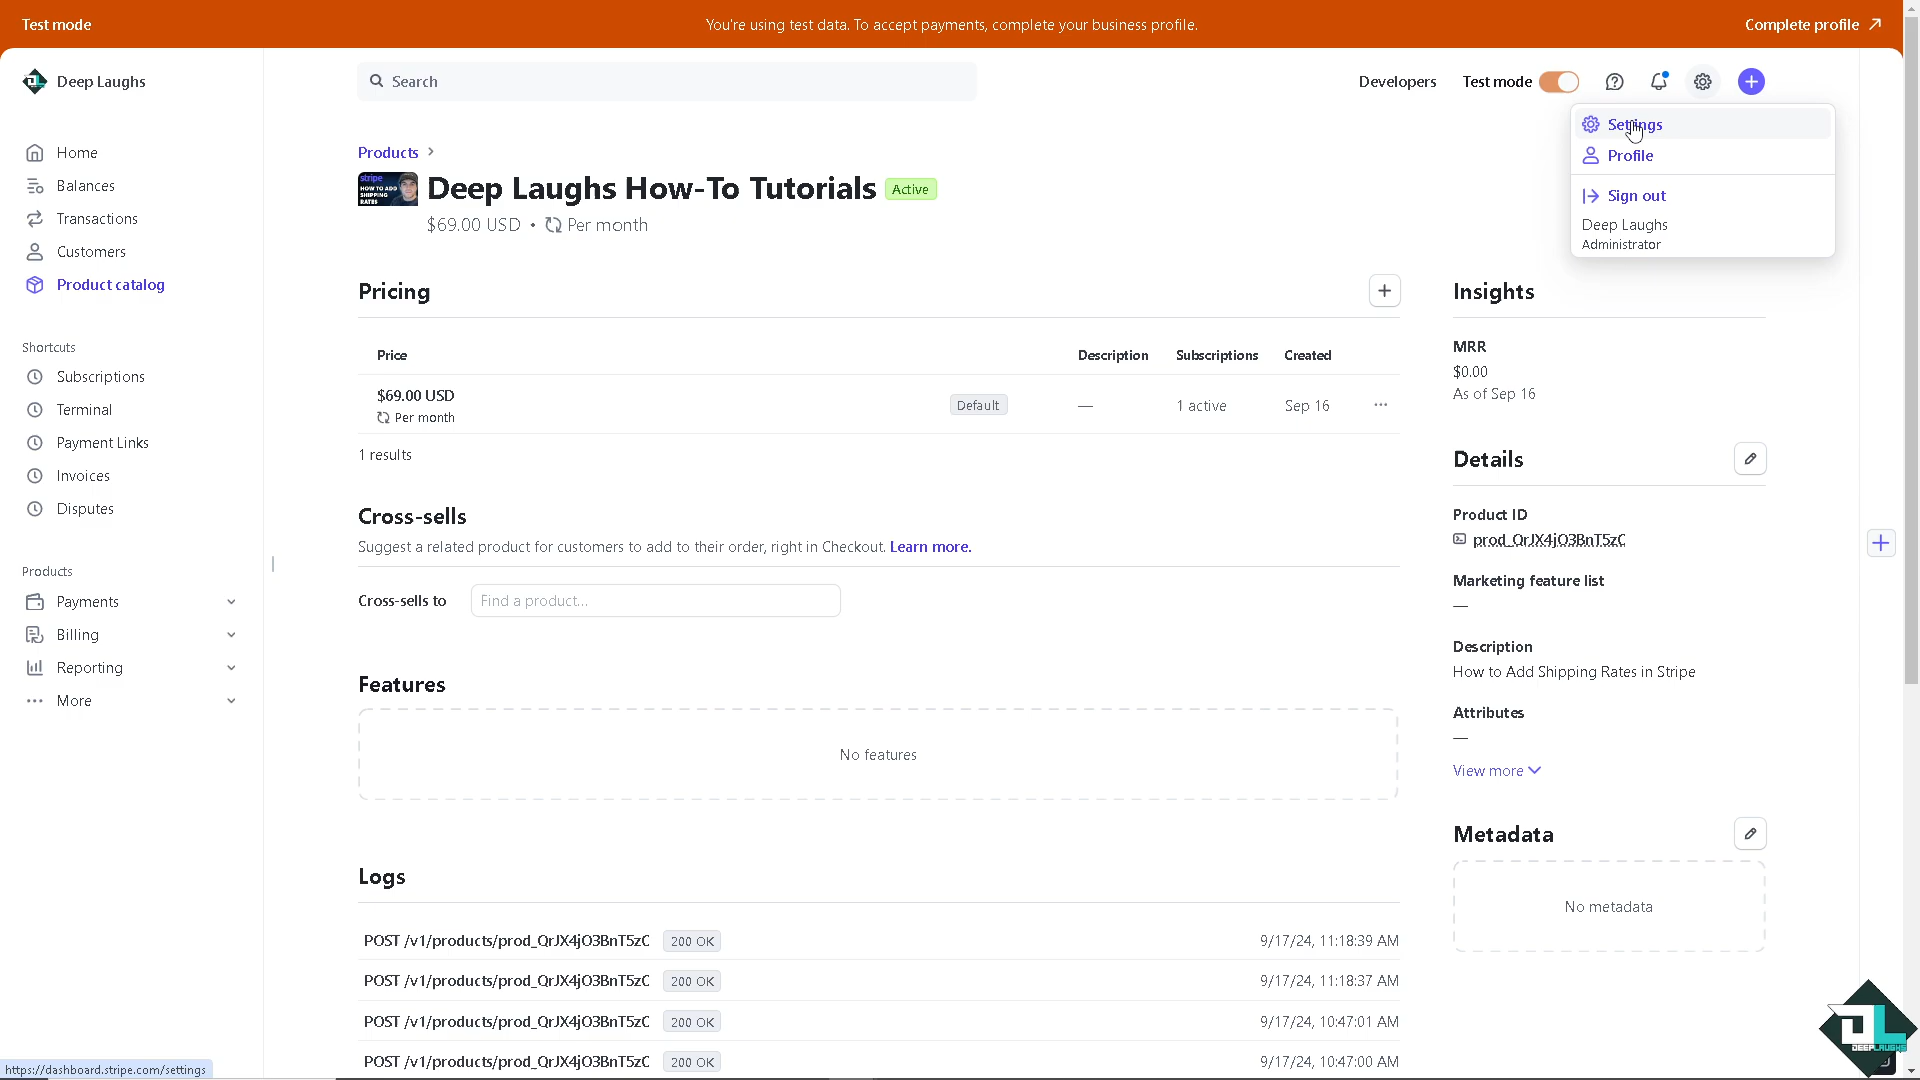 Test mode
You're using test data. To accept payments, complete your business profile.
Complete profile
Deep Laughs
Search
Developers
Test mode
Home
Balances
Transactions
Customers
Product catalog
Shortcuts
Subscriptions
Terminal
Payment Links
Invoices
Disputes
Products
Payments
Billing
Reporting
More
Settings
Profile
Sign out
Deep Laughs
Administrator
Products
stripe
HOW TO ADD
SHIPPING
RATES
Deep Laughs How-To Tutorials Active
$69.00 USD • Per month
Pricing
Price Description Subscriptions Created
$69.00 USD Default — 1 active Sep 16
Per month
1 results
Cross-sells
Suggest a related product for customers to add to their order, right in Checkout. Learn more.
Cross-sells to Find a product...
Features
No features
Logs
POST /v1/products/prod_QrJX4jO3BnT5zC 200 OK 9/17/24, 11:18:39 AM
POST /v1/products/prod_QrJX4jO3BnT5zC 200 OK 9/17/24, 11:18:37 AM
POST /v1/products/prod_QrJX4jO3BnT5zC 200 OK 9/17/24, 10:47:01 AM
POST /v1/products/prod_QrJX4jO3BnT5zC 200 OK 9/17/24, 10:47:00 AM
Insights
MRR
$0.00
As of Sep 16
Details
Product ID
prod_QrJX4jO3BnT5zC
Marketing feature list
—
Description
How to Add Shipping Rates in Stripe
Attributes
—
View more
Metadata
No metadata
DEEPLAUGHS
https://dashboard.stripe.com/settings